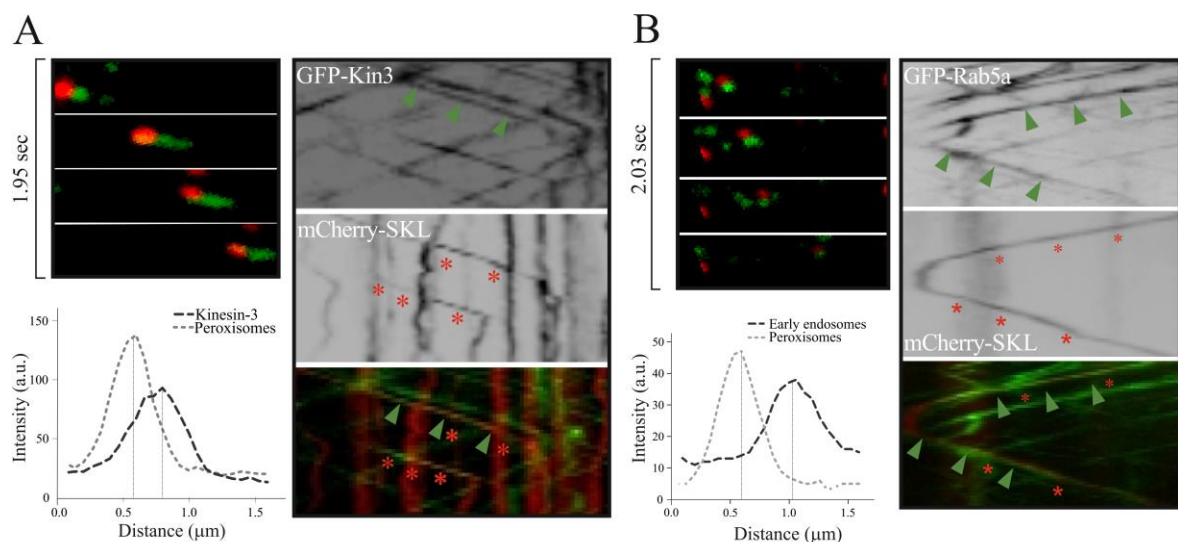 A
1.95 sec
GFP-Kin3
mCherry-SKL
Kinesin-3
Peroxisomes
Intensity (a.u.)
150
100
50
0
0.0 0.5 1.0 1.5
Distance (μm)
B
2.03 sec
GFP-Rab5a
mCherry-SKL
Early endosomes
Peroxisomes
Intensity (a.u.)
50
40
30
20
10
0
0.0 0.5 1.0 1.5
Distance (μm)